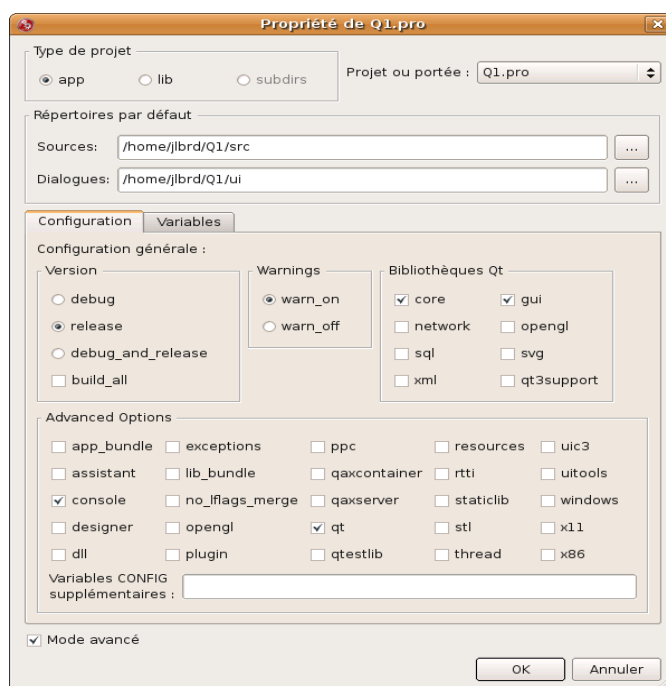 Propriété de Q1.pro
Type de projet
app lib subdirs
Projet ou portée : Q1.pro
Répertoires par défaut
Sources: /home/jlbrd/Q1/src ...
Dialogues: /home/jlbrd/Q1/ui ...
Configuration Variables
Configuration générale :
Version
debug
release
debug_and_release
build_all
Warnings
warn_on
warn_off
Bibliothèques Qt
core gui
network opengl
sql svg
xml qt3support
Advanced Options
app_bundle exceptions ppc resources uic3
assistant lib_bundle qaxcontainer rtti uitools
console no_lflags_merge qaxserver staticlib windows
designer opengl qt stl x11
dll plugin qtestlib thread x86
Variables CONFIG
supplémentaires :
Mode avancé
OK Annuler